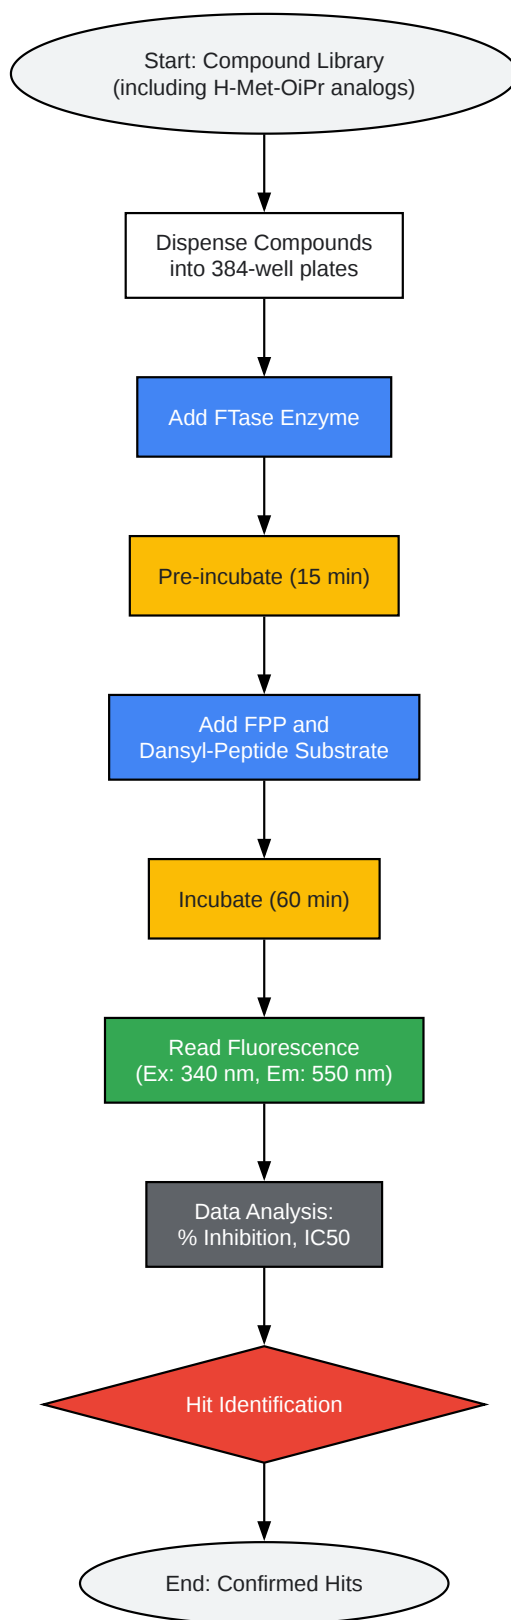 Start: Compound Library
(including H-Met-OiPr analogs)
Dispense Compounds
into 384-well plates
Add FTase Enzyme
Pre-incubate (15 min)
Add FPP and
Dansyl-Peptide Substrate
Incubate (60 min)
Read Fluorescence
(Ex: 340 nm, Em: 550 nm)
Data Analysis:
% Inhibition, IC50
Hit Identification
End: Confirmed Hits